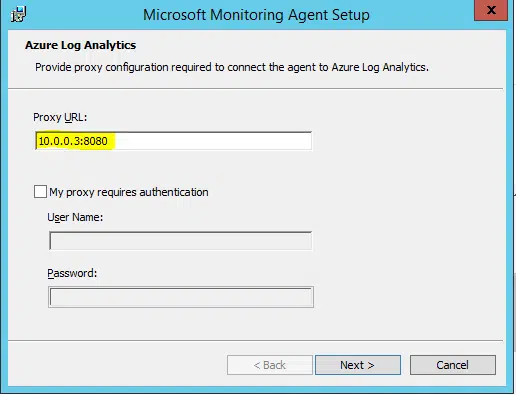 Microsoft Monitoring Agent Setup
x
Azure Log Analytics
Provide proxy configuration required to connect the agent to Azure Log Analytics.
Proxy URL:
10.0.0.3:8080
My proxy requires authentication
User Name:
Password:
< Back Next > Cancel